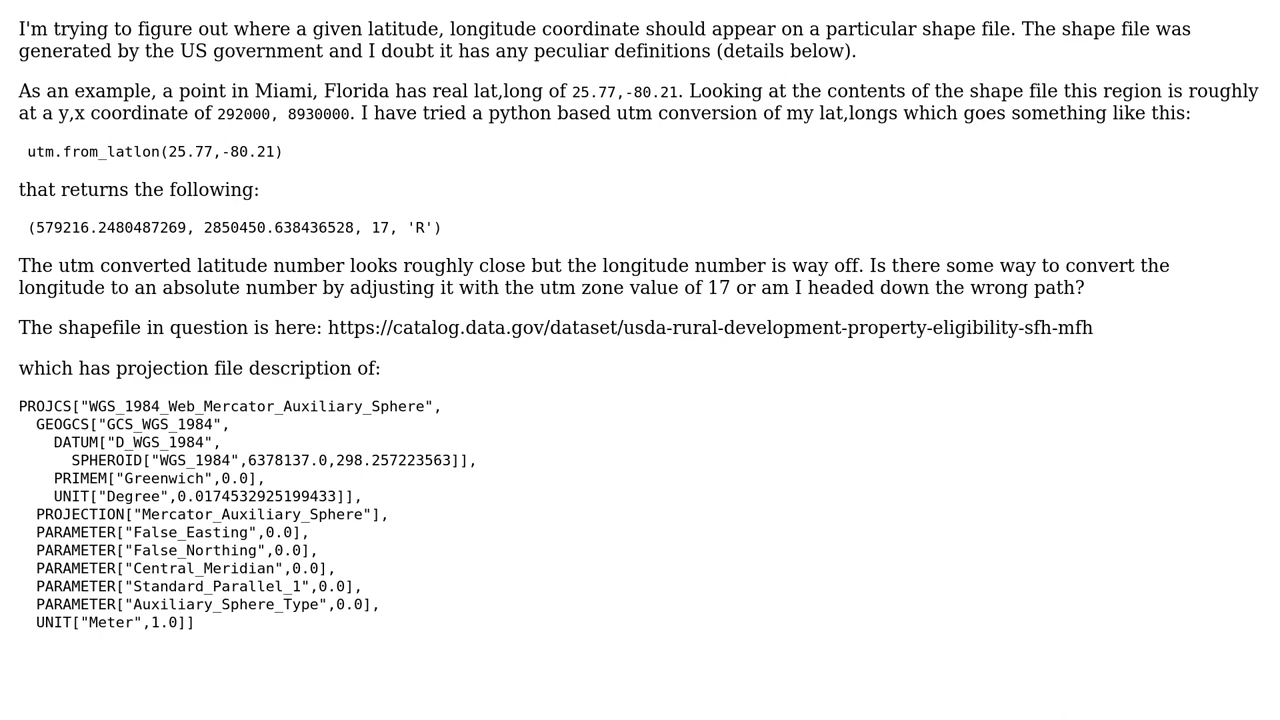 I'm trying to figure out where a given latitude, longitude coordinate should appear on a particular shape file. The shape file was
generated by the US government and I doubt it has any peculiar definitions (details below).
As an example, a point in Miami, Florida has real lat,long of 25.77,-80.21. Looking at the contents of the shape file this region is roughly
at a y,x coordinate of 292000, 8930000. I have tried a python based utm conversion of my lat,longs which goes something like this:
utm.from_latlon(25.77,-80.21)
that returns the following:
(579216.2480487269, 2850450.638436528, 17, 'R')
The utm converted latitude number looks roughly close but the longitude number is way off. Is there some way to convert the
longitude to an absolute number by adjusting it with the utm zone value of 17 or am I headed down the wrong path?
The shapefile in question is here: https://catalog.data.gov/dataset/usda-rural-development-property-eligibility-sfh-mfh
which has projection file description of:
PROJCS["WGS_1984_Web_Mercator_Auxiliary_Sphere",
  GEOGCS["GCS_WGS_1984",
    DATUM["D_WGS_1984",
      SPHEROID["WGS_1984",6378137.0,298.257223563]],
    PRIMEM["Greenwich",0.0],
    UNIT["Degree",0.0174532925199433]],
  PROJECTION["Mercator_Auxiliary_Sphere"],
  PARAMETER["False_Easting",0.0],
  PARAMETER["False_Northing",0.0],
  PARAMETER["Central_Meridian",0.0],
  PARAMETER["Standard_Parallel_1",0.0],
  PARAMETER["Auxiliary_Sphere_Type",0.0],
  UNIT["Meter",1.0]]